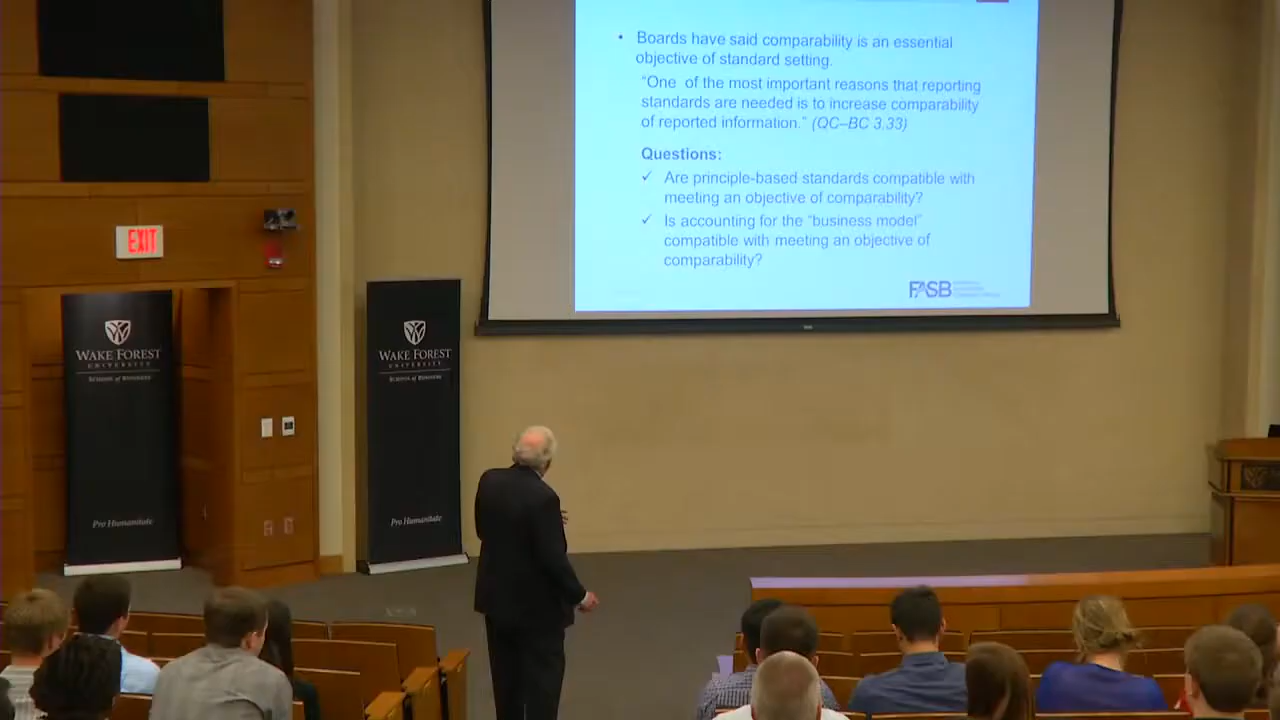 • Boards have said comparability is an essential
objective of standard setting.
“One of the most important reasons that reporting
standards are needed is to increase comparability
of reported information.” (QC–BC 3.33)
Questions:
✓ Are principle-based standards compatible with
meeting an objective of comparability?
✓ Is accounting for the “business model”
compatible with meeting an objective of
comparability?
FASB
EXIT
WAKE FOREST
UNIVERSITY
SCHOOL of BUSINESS
Pro Humanitate
WAKE FOREST
UNIVERSITY
SCHOOL of BUSINESS
Pro Humanitate